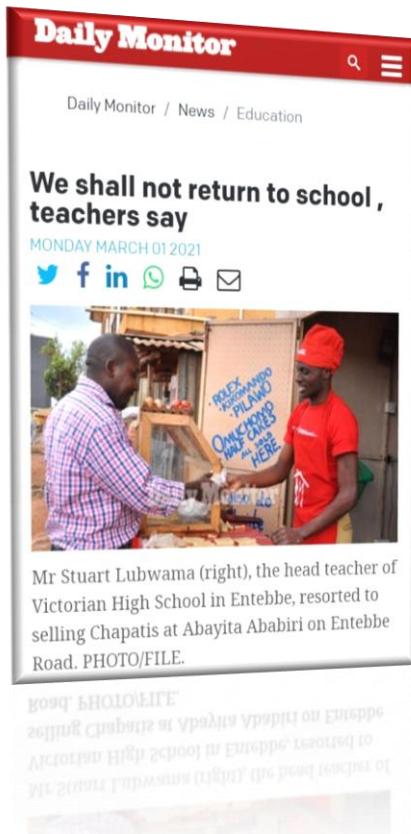 Daily Monitor
Daily Monitor / News / Education
We shall not return to school ,
teachers say
MONDAY MARCH 01 2021
ROLEX
KIKOMANDO
PILAWO
OMUCHOMO
HALF CAKES
ALL SOLD
HERE.
Mr Stuart Lubwama (right), the head teacher of
Victorian High School in Entebbe, resorted to
selling Chapatis at Abayita Ababiri on Entebbe
Road. PHOTO/FILE.